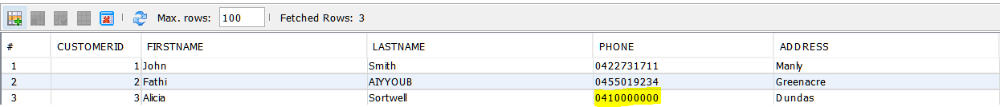 Max. rows: 100 Fetched Rows: 3
# CUSTOMERID FIRSTNAME LASTNAME PHONE ADDRESS
1 1 John Smith 0422731711 Manly
2 2 Fathi AIYYOUB 0455019234 Greenacre
3 3 Alicia Sortwell 0410000000 Dundas